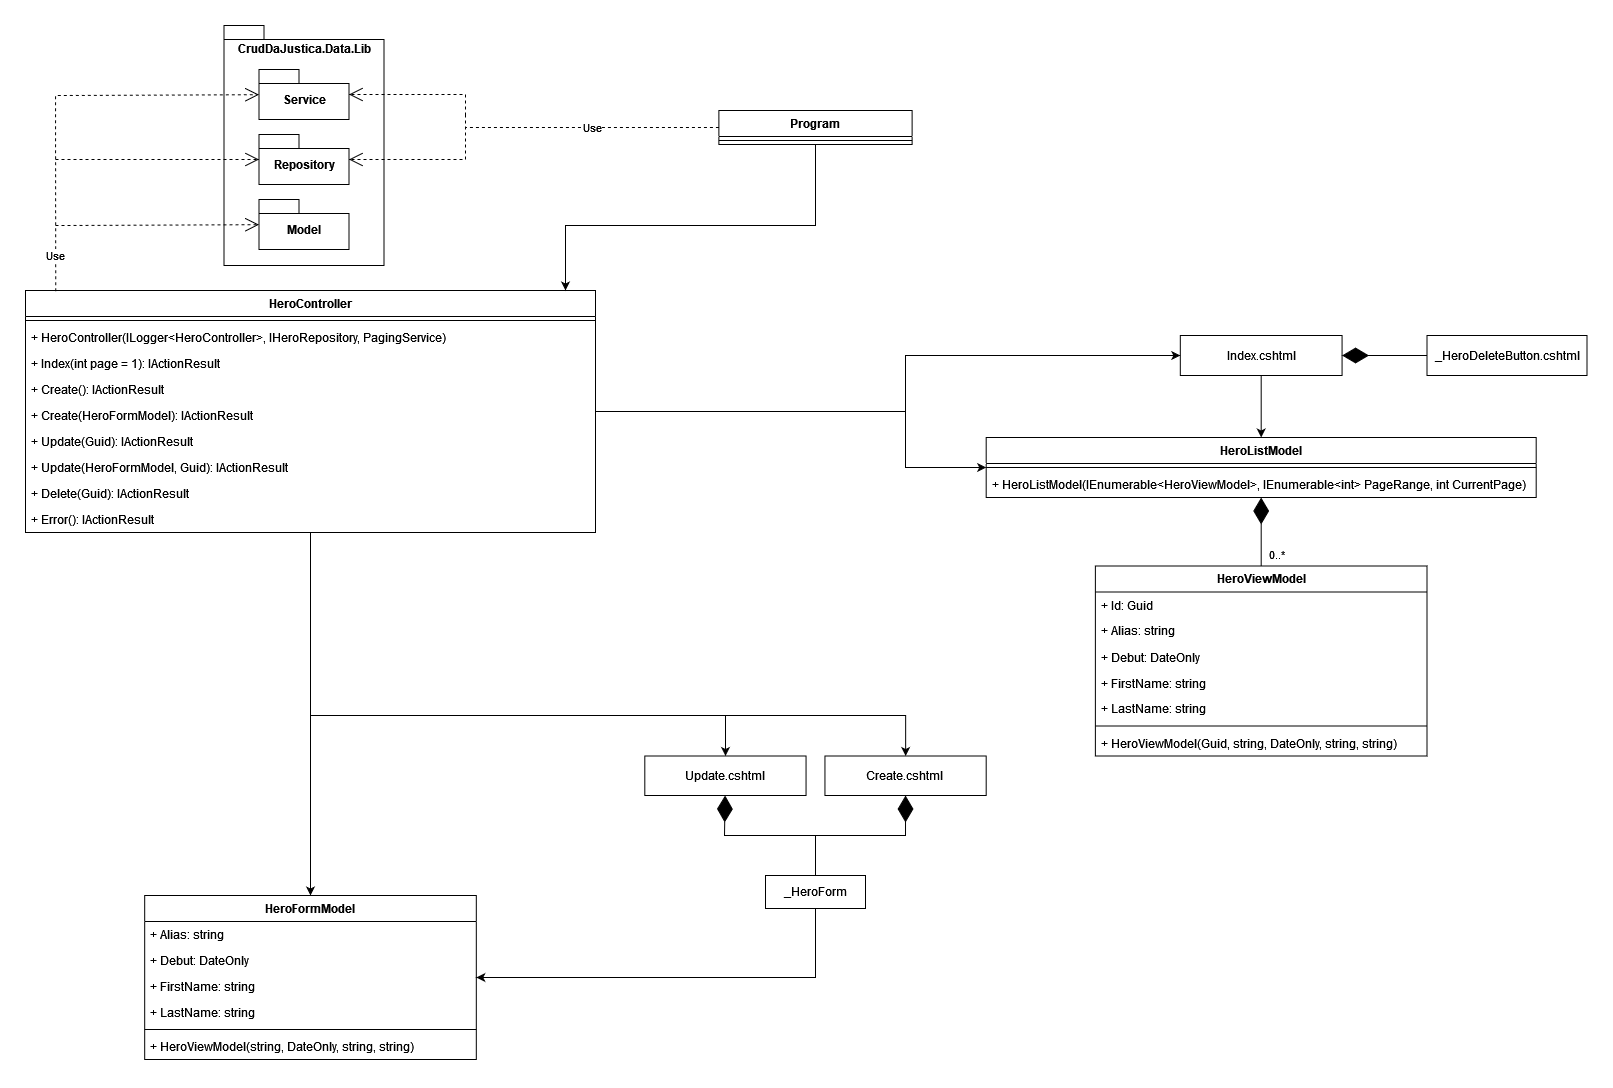 CrudDaJustica.Data.Lib
Service
Repository
Model
Use
Use
Program
HeroController
+ HeroController(ILogger<HeroController>, IHeroRepository, PagingService)
+ Index(int page = 1): IActionResult
+ Create(): IActionResult
+ Create(HeroFormModel): IActionResult
+ Update(Guid): IActionResult
+ Update(HeroFormModel, Guid): IActionResult
+ Delete(Guid): IActionResult
+ Error(): IActionResult
Index.cshtml
_HeroDeleteButton.cshtml
HeroListModel
+ HeroListModel(IEnumerable<HeroViewModel>, IEnumerable<int> PageRange, int CurrentPage)
0..*
HeroViewModel
+ Id: Guid
+ Alias: string
+ Debut: DateOnly
+ FirstName: string
+ LastName: string
+ HeroViewModel(Guid, string, DateOnly, string, string)
Update.cshtml
Create.cshtml
_HeroForm
HeroFormModel
+ Alias: string
+ Debut: DateOnly
+ FirstName: string
+ LastName: string
+ HeroViewModel(string, DateOnly, string, string)